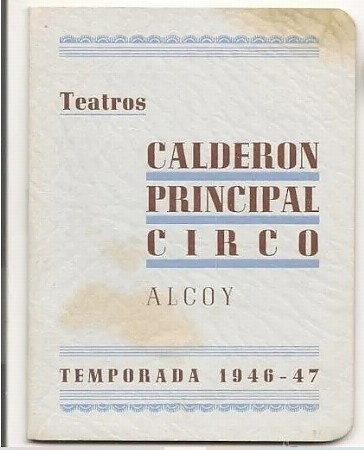 Teatros
CALDERON
PRINCIPAL
CIRCO
ALCOY
TEMPORADA 1946-47